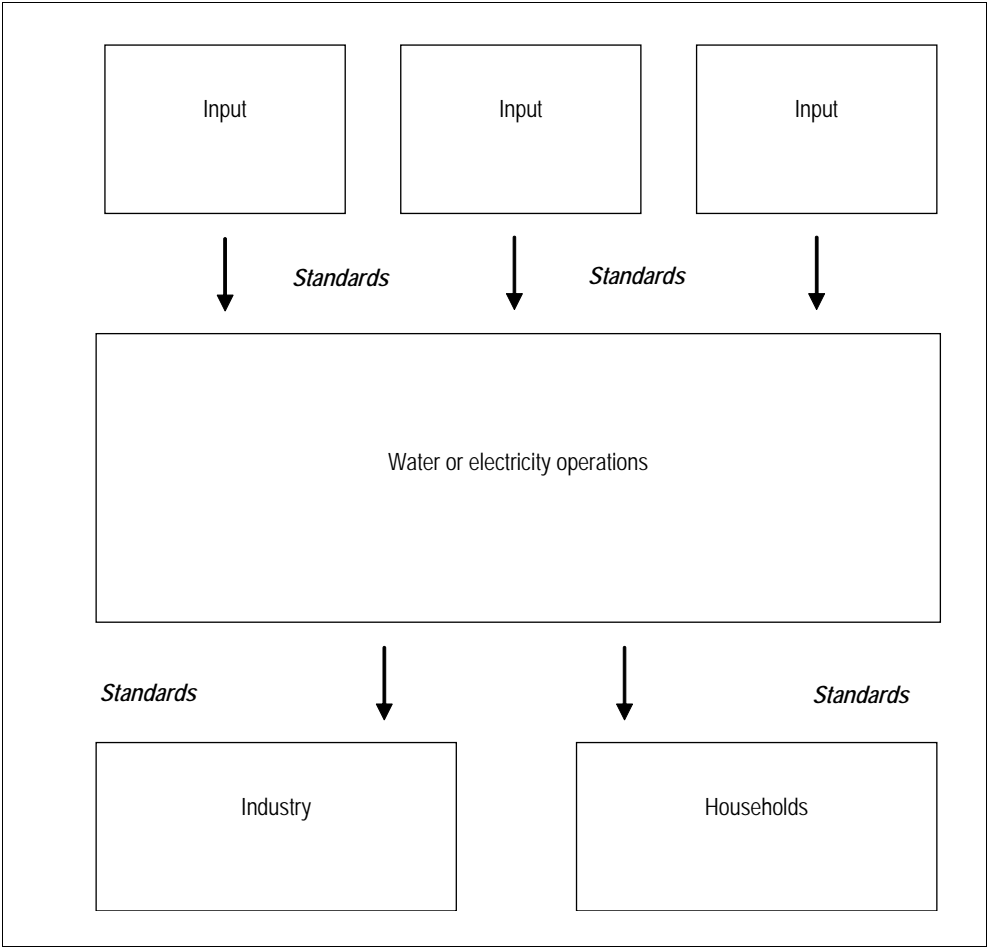 Input
Input
Input
Standards
Standards
Water or electricity operations
Standards
Standards
Industry
Households